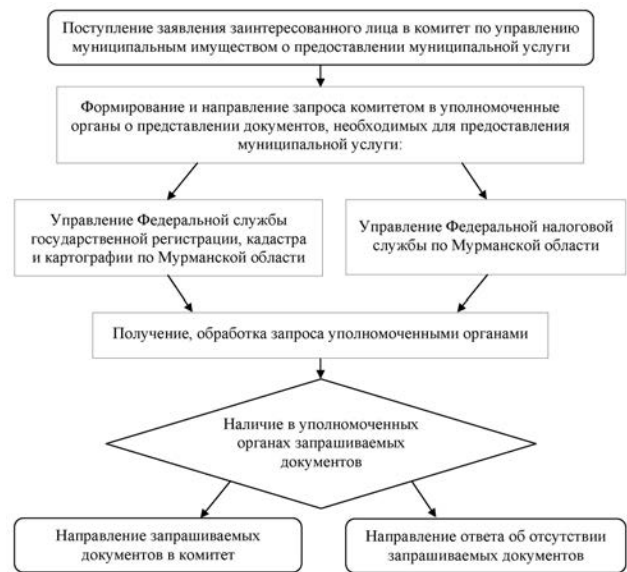 Поступление заявления заинтересованного лица в комитет по управлению
муниципальным имуществом о предоставлении муниципальной услуги
Формирование и направление запроса комитетом в уполномоченные
органы о представлении документов, необходимых для предоставления
муниципальной услуги:
Управление Федеральной службы
государственной регистрации, кадастра
и картографии по Мурманской области
Управление Федеральной налоговой
службы по Мурманской области
Получение, обработка запроса уполномоченными органами
Наличие в уполномоченных
органах запрашиваемых
документов
Направление запрашиваемых
документов в комитет
Направление ответа об отсутствии
запрашиваемых документов